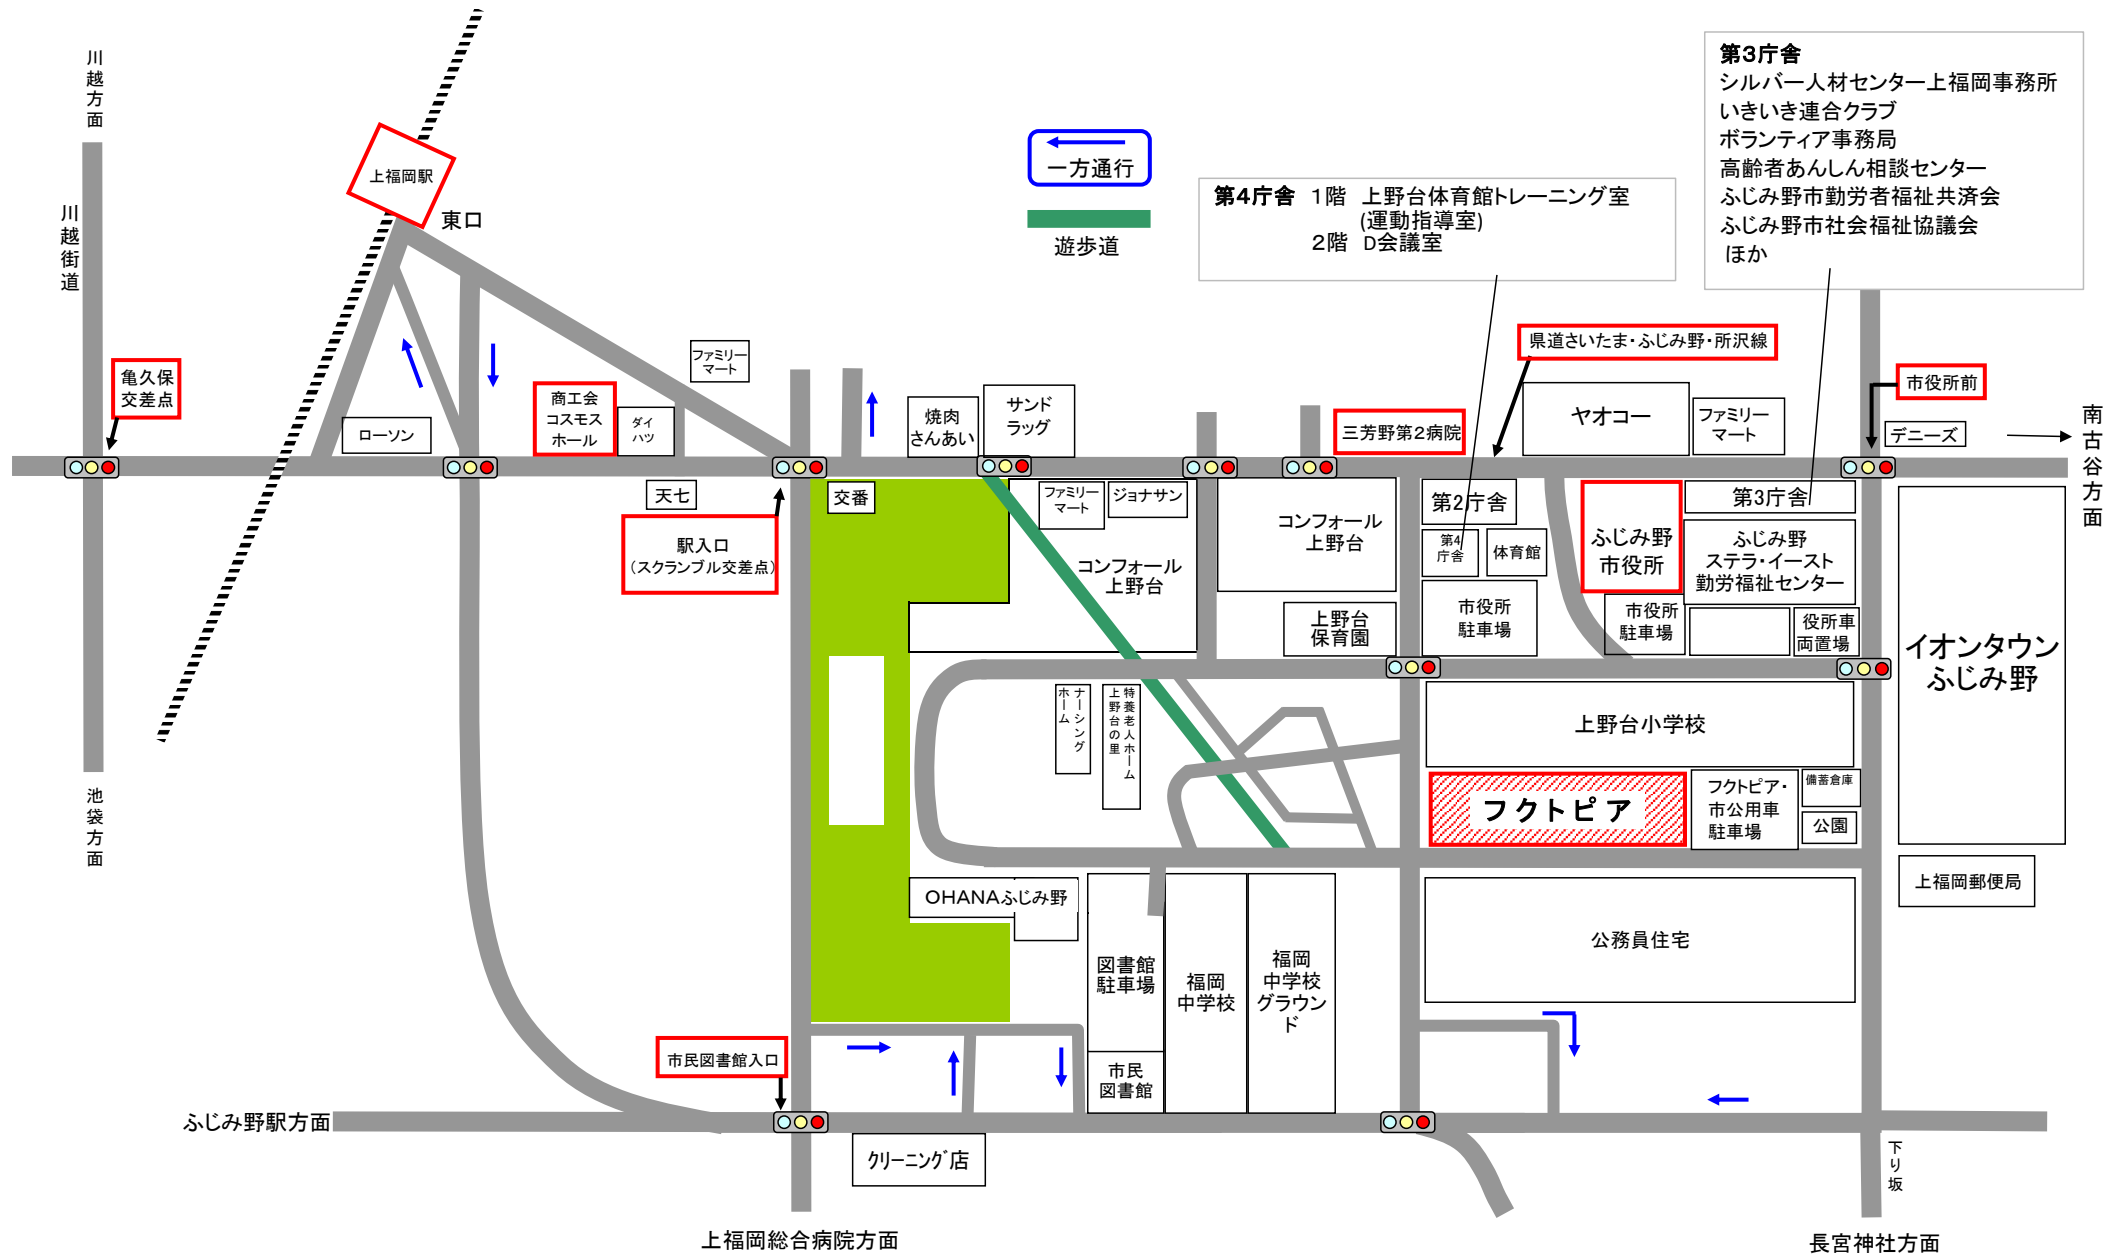 川越方面
川越街道
上福岡駅
東口
一方通行
遊歩道
第4庁舎 1階 上野台体育館トレーニング室
(運動指導室)
2階 D会議室
第3庁舎
シルバー人材センター上福岡事務所
いきいき連合クラブ
ボランティア事務局
高齢者あんしん相談センター
ふじみ野市勤労者福祉共済会
ふじみ野市社会福祉協議会
ほか
亀久保
交差点
ローソン
商工会
コスモス
ホール
ダイ
ハツ
ファミリー
マート
焼肉
さんあい
サンド
ラッグ
三芳野第2病院
県道さいたま・ふじみ野・所沢線
ヤオコー
ファミリー
マート
市役所前
デニーズ
南古谷方面
天七
駅入口
(スクランブル交差点)
交番
ファミリー
マート
ジョナサン
コンフォール
上野台
コンフォール
上野台
上野台
保育園
第2庁舎
第4
庁舎
体育館
市役所
駐車場
ふじみ野
市役所
市役所
駐車場
第3庁舎
ふじみ野
ステラ・イースト
勤労福祉センター
役所車
両置場
イオンタウン
ふじみ野
ナーシング
ホーム
特養老人ホーム
上野台の里
上野台小学校
フクトピア
フクトピア・
市公用車
駐車場
備蓄倉庫
公園
池袋方面
OHANAふじみ野
図書館
駐車場
福岡
中学校
福岡
中学校
グラウン
ド
公務員住宅
上福岡郵便局
市民図書館入口
市民
図書館
ふじみ野駅方面
クリーニング店
下り坂
上福岡総合病院方面
長宮神社方面